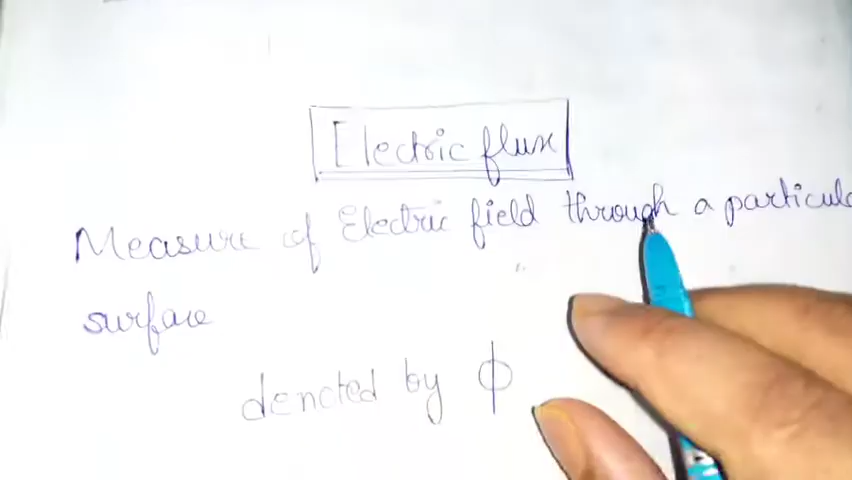 Electric flux
Measure of Electric field through a particula
surface
denoted by ϕ